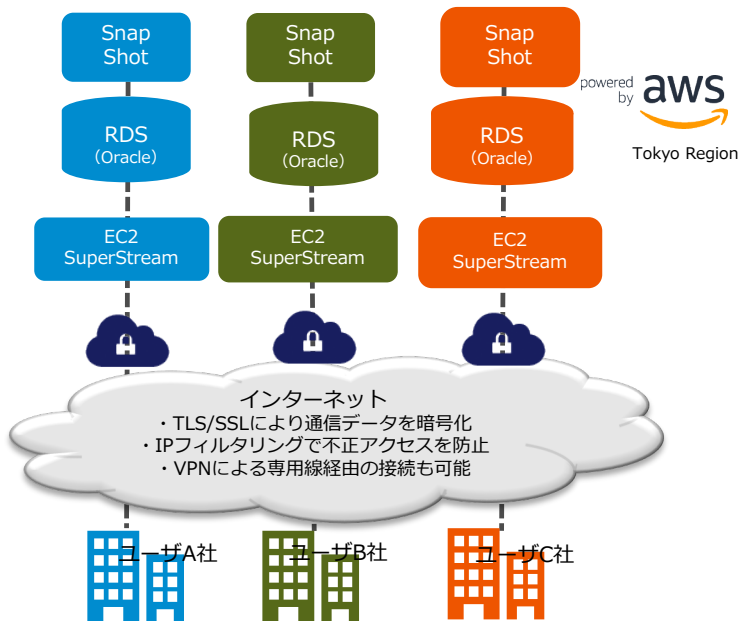 Snap
Shot
Snap
Shot
Snap
Shot
powered
by
aws
Tokyo Region
RDS
(Oracle)
RDS
(Oracle)
RDS
(Oracle)
EC2
SuperStream
EC2
SuperStream
EC2
SuperStream
インターネット
・TLS/SSLにより通信データを暗号化
・IPフィルタリングで不正アクセスを防止
・VPNによる専用線経由の接続も可能
ユーザA社
ユーザB社
ユーザC社